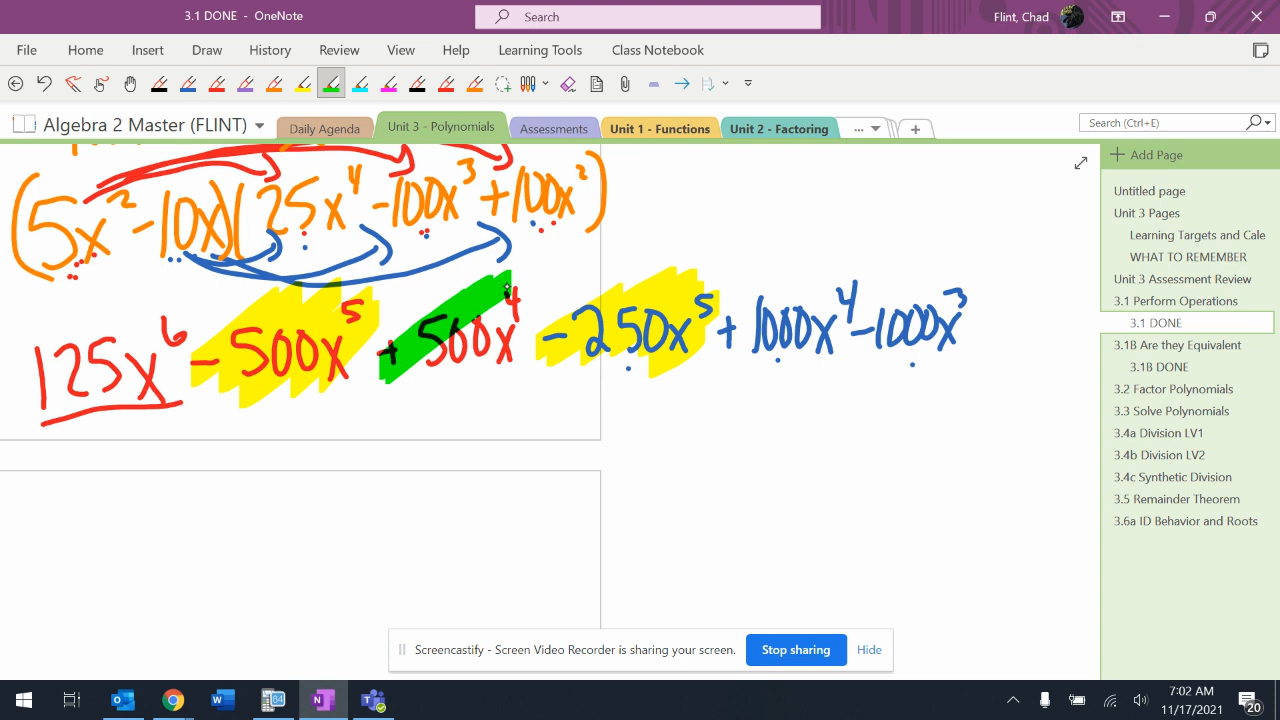 3.1 DONE - OneNote
Search
Flint, Chad
File Home Insert Draw History Review View Help Learning Tools Class Notebook
Algebra 2 Master (FLINT)
Daily Agenda Unit 3 - Polynomials Assessments Unit 1 - Functions Unit 2 - Factoring ... +
Search (Ctrl+E)
(5x² -10x)(25x⁴ -100x³ +100x²)
125x⁶ - 500x⁵ + 500x⁴ - 250x⁵ + 1000x⁴ - 1000x³
Add Page
Untitled page
Unit 3 Pages
Learning Targets and Cale
WHAT TO REMEMBER
Unit 3 Assessment Review
3.1 Perform Operations
3.1 DONE
3.1B Are they Equivalent
3.1B DONE
3.2 Factor Polynomials
3.3 Solve Polynomials
3.4a Division LV1
3.4b Division LV2
3.4c Synthetic Division
3.5 Remainder Theorem
3.6a ID Behavior and Roots
Screencastify - Screen Video Recorder is sharing your screen. Stop sharing Hide
7:02 AM
11/17/2021
20